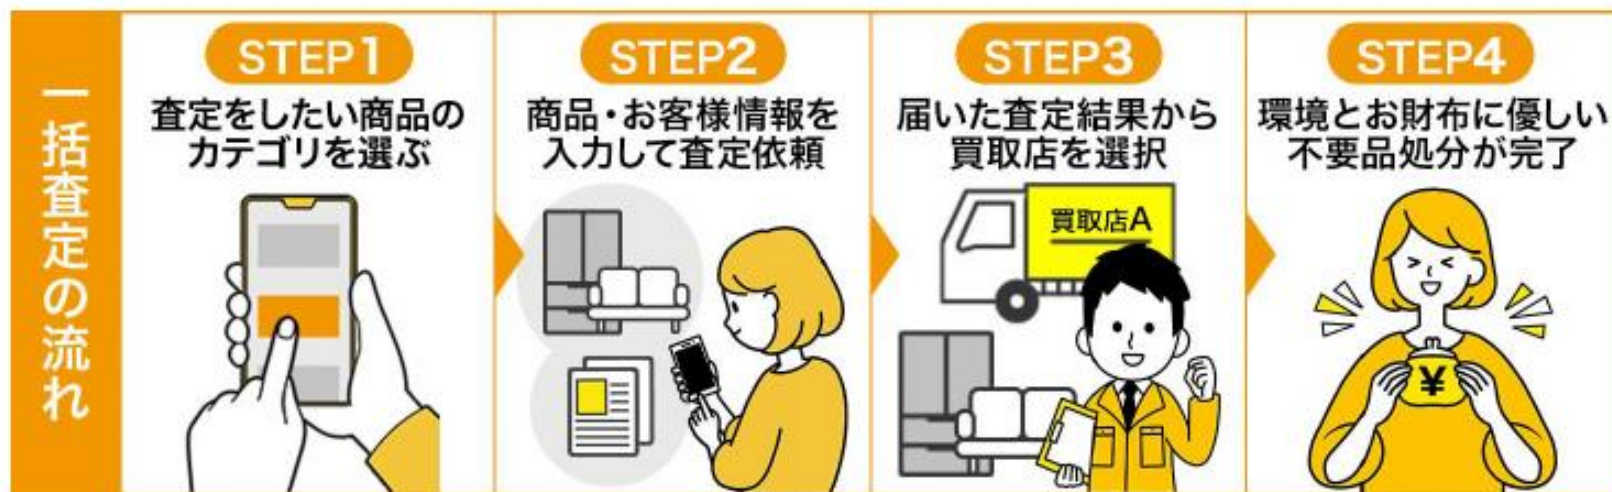 一括査定の流れ
STEP1
査定をしたい商品の
カテゴリを選ぶ
STEP2
商品・お客様情報を
入力して査定依頼
STEP3
届いた査定結果から
買取店を選択
買取店A
STEP4
環境とお財布に優しい
不要品処分が完了
¥